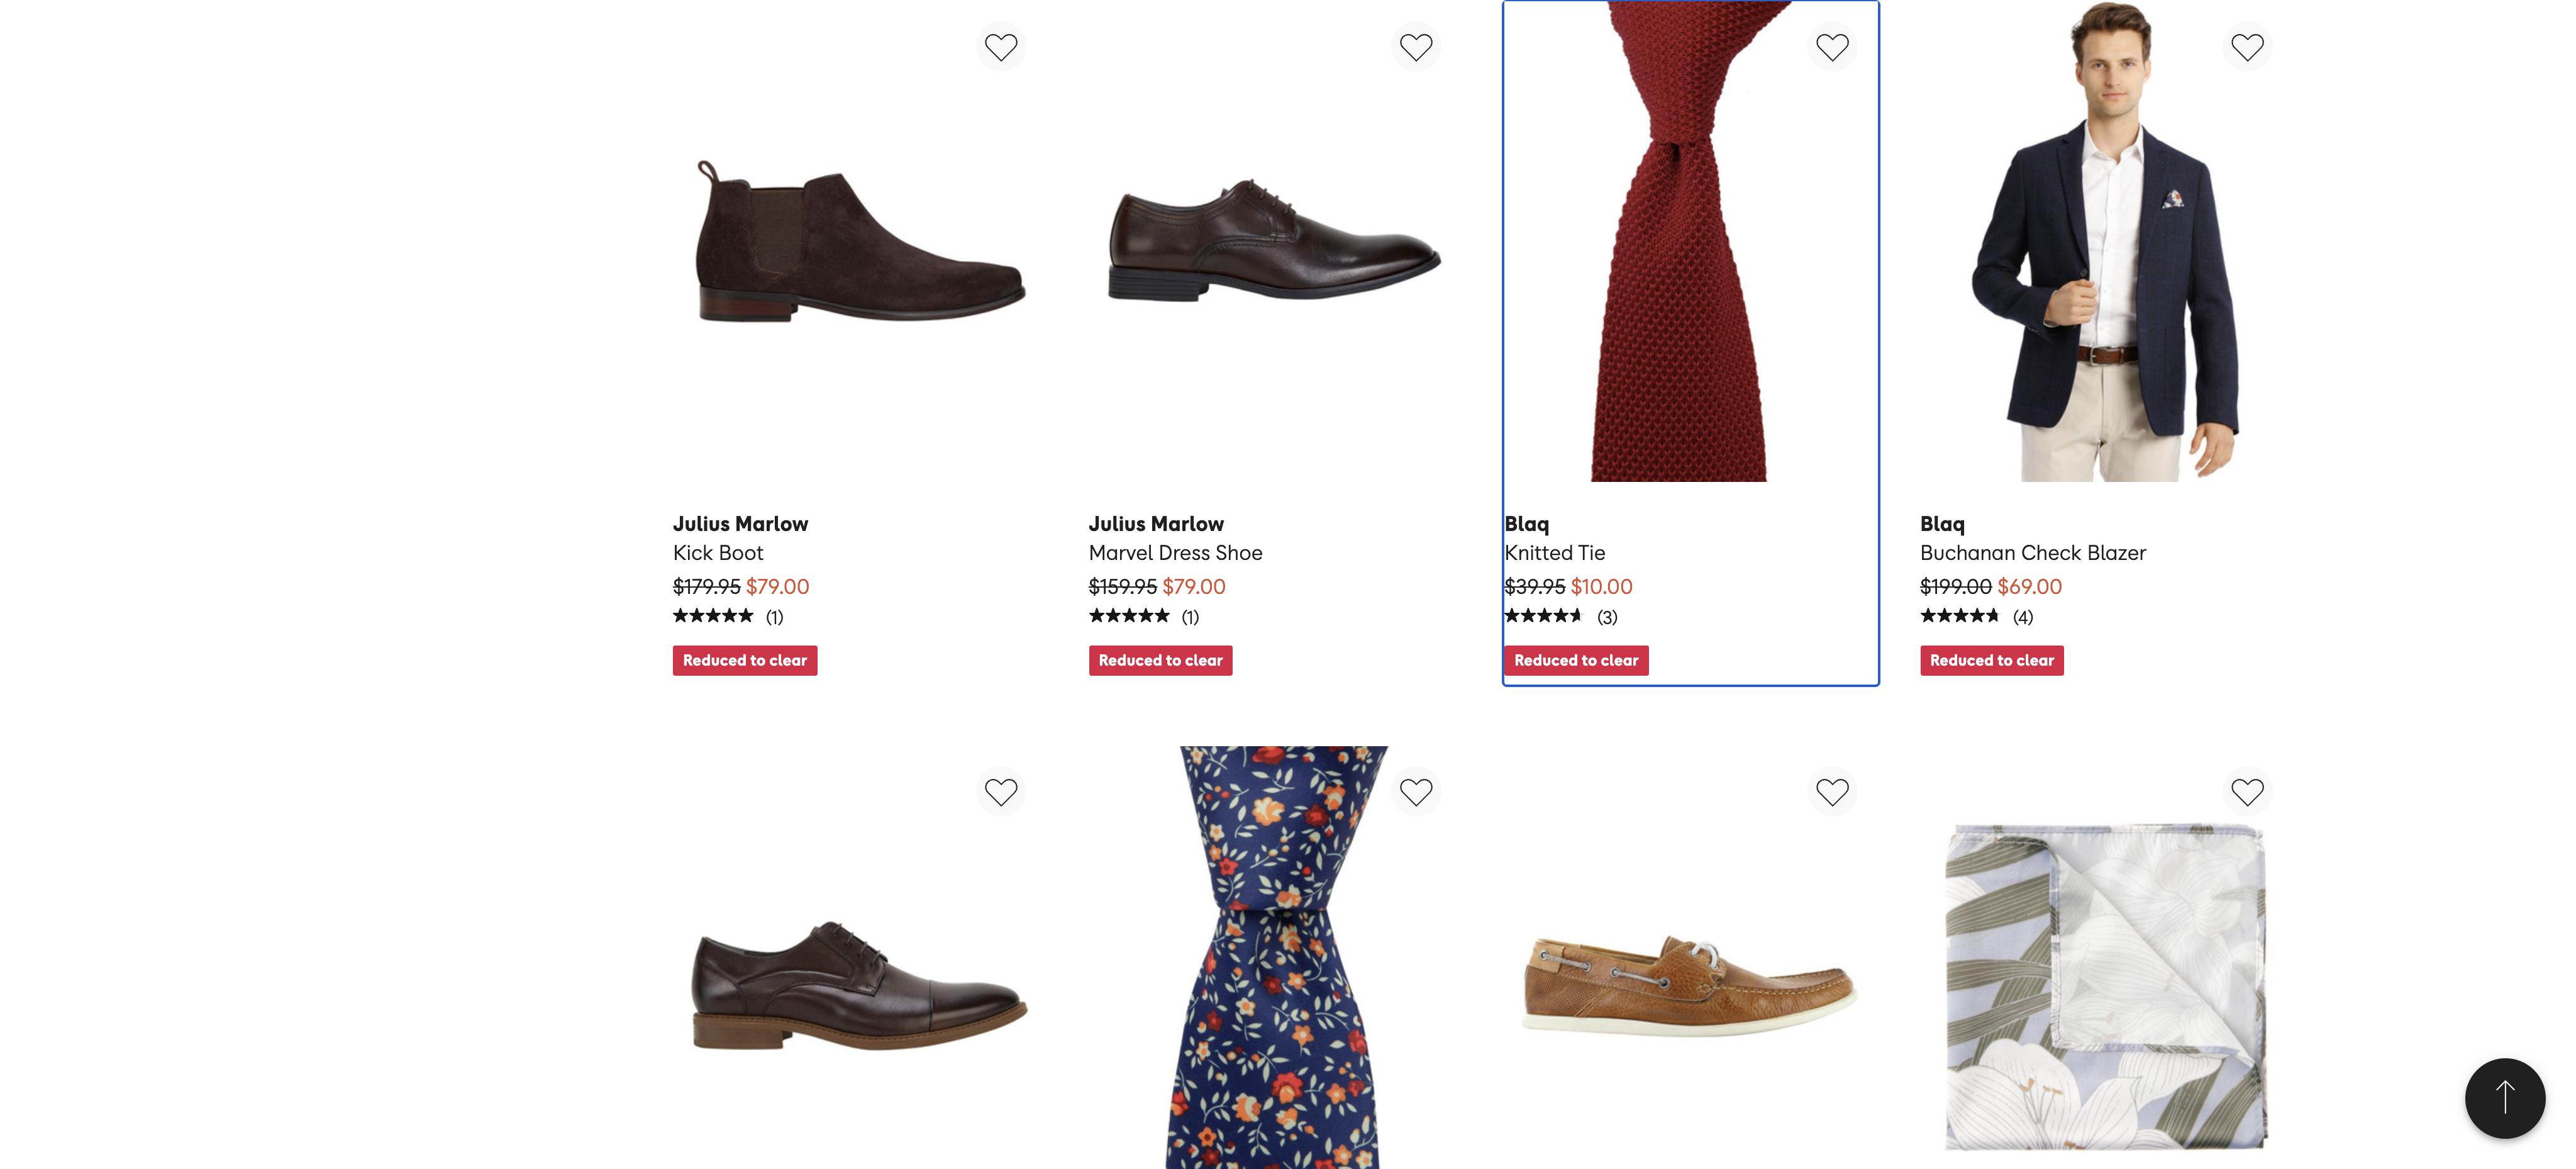 Julius Marlow
Kick Boot
$179.95 $79.00
(1)
Reduced to clear
Julius Marlow
Marvel Dress Shoe
$159.95 $79.00
(1)
Reduced to clear
Blaq
Knitted Tie
$39.95 $10.00
(3)
Reduced to clear
Blaq
Buchanan Check Blazer
$199.00 $69.00
(4)
Reduced to clear